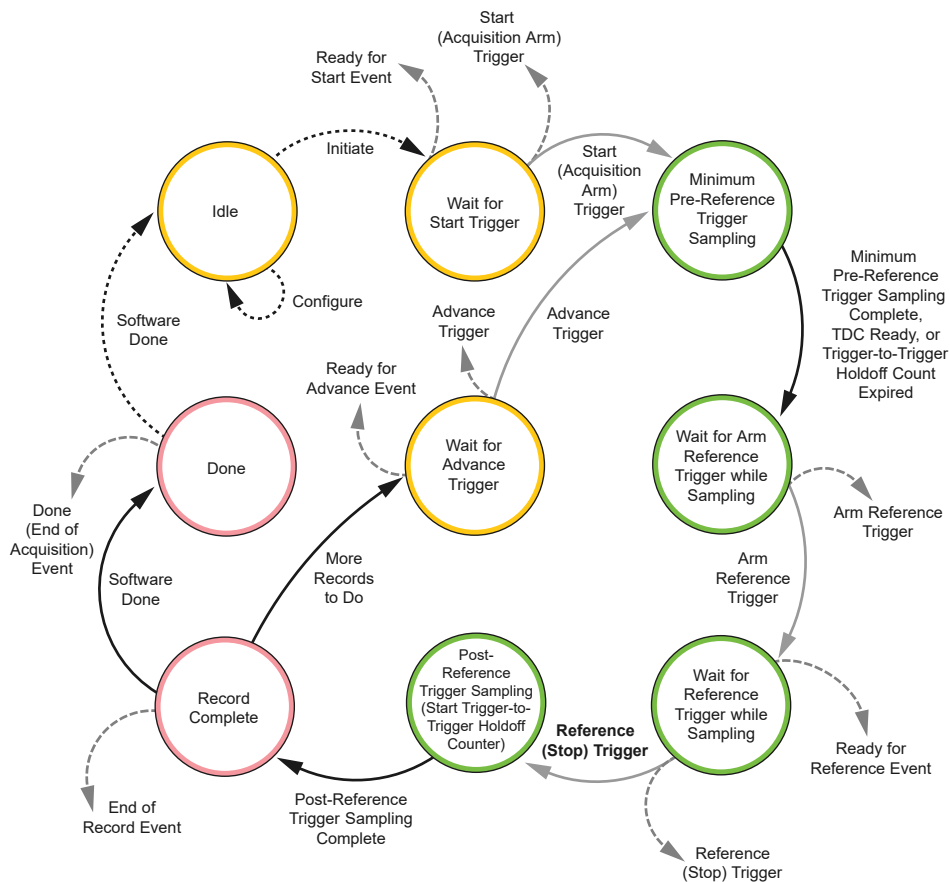 Start
(Acquisition Arm)
Trigger
Ready for
Start Event
Initiate
Start
(Acquisition
Arm)
Trigger
Idle
Wait for
Start Trigger
Minimum
Pre-Reference
Trigger
Sampling
Configure
Software
Done
Advance
Trigger
Advance
Trigger
Minimum
Pre-Reference
Trigger Sampling
Complete,
TDC Ready, or
Trigger-to-Trigger
Holdoff Count
Expired
Ready for
Advance Event
Done
Wait for
Advance
Trigger
Wait for Arm
Reference
Trigger while
Sampling
Done
(End of
Acquisition)
Event
Arm Reference
Trigger
Software
Done
More
Records
to Do
Arm
Reference
Trigger
Record
Complete
Post-
Reference
Trigger Sampling
(Start Trigger-to-
Trigger Holdoff
Counter)
Reference
(Stop) Trigger
Wait for
Reference
Trigger while
Sampling
Ready for
Reference Event
End of
Record Event
Post-Reference
Trigger Sampling
Complete
Reference
(Stop) Trigger